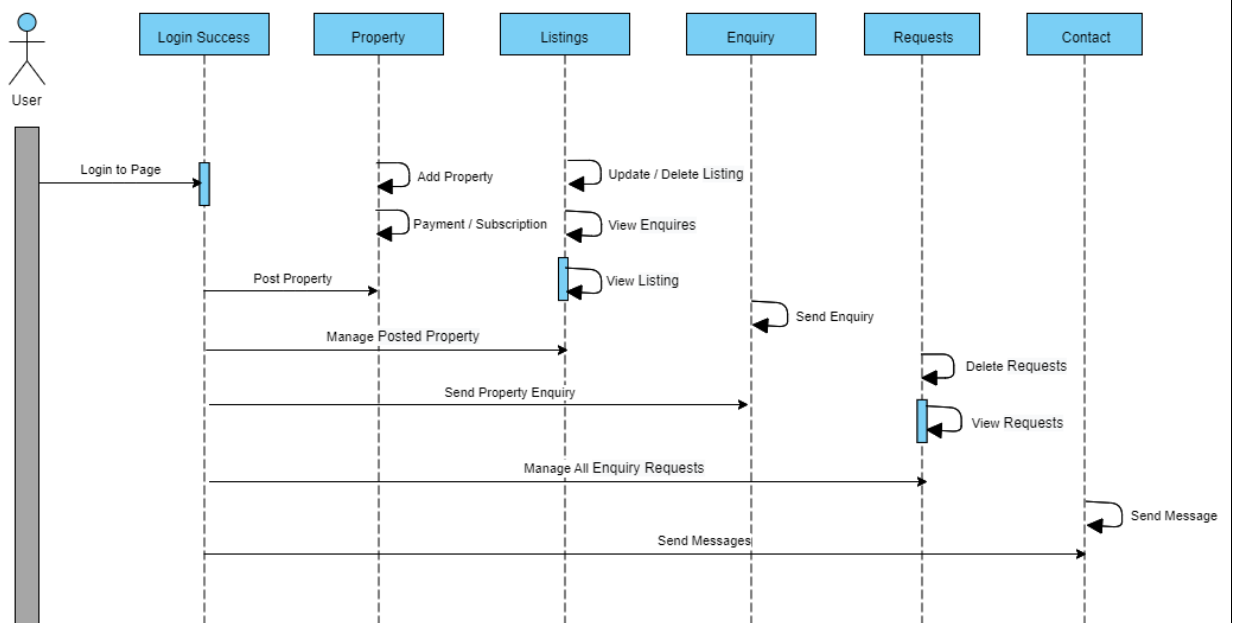 Login Success
Property
Listings
Enquiry
Requests
Contact
User
Login to Page
Add Property
Update / Delete Listing
Payment / Subscription
View Enquires
Post Property
View Listing
Send Enquiry
Manage Posted Property
Delete Requests
Send Property Enquiry
View Requests
Manage All Enquiry Requests
Send Message
Send Messages